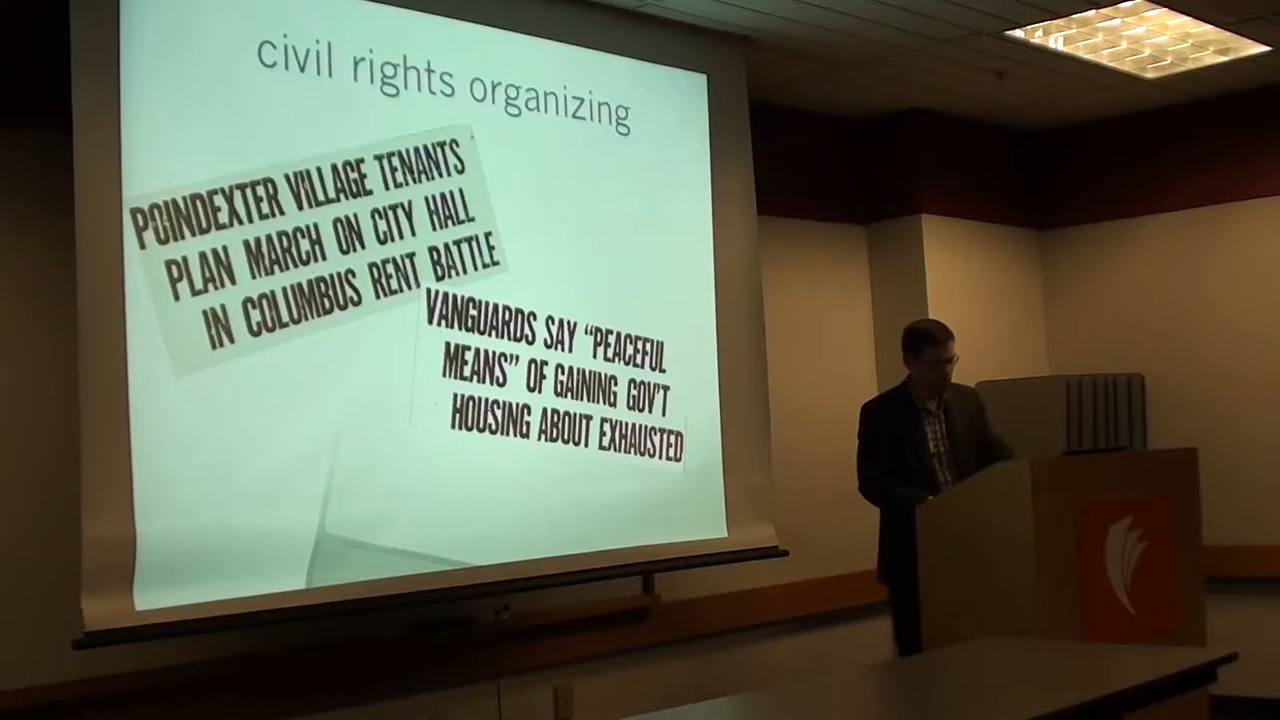 civil rights organizing
POINDEXTER VILLAGE TENANTS
PLAN MARCH ON CITY HALL
IN COLUMBUS RENT BATTLE
VANGUARDS SAY “PEACEFUL
MEANS” OF GAINING GOV'T
HOUSING ABOUT EXHAUSTED